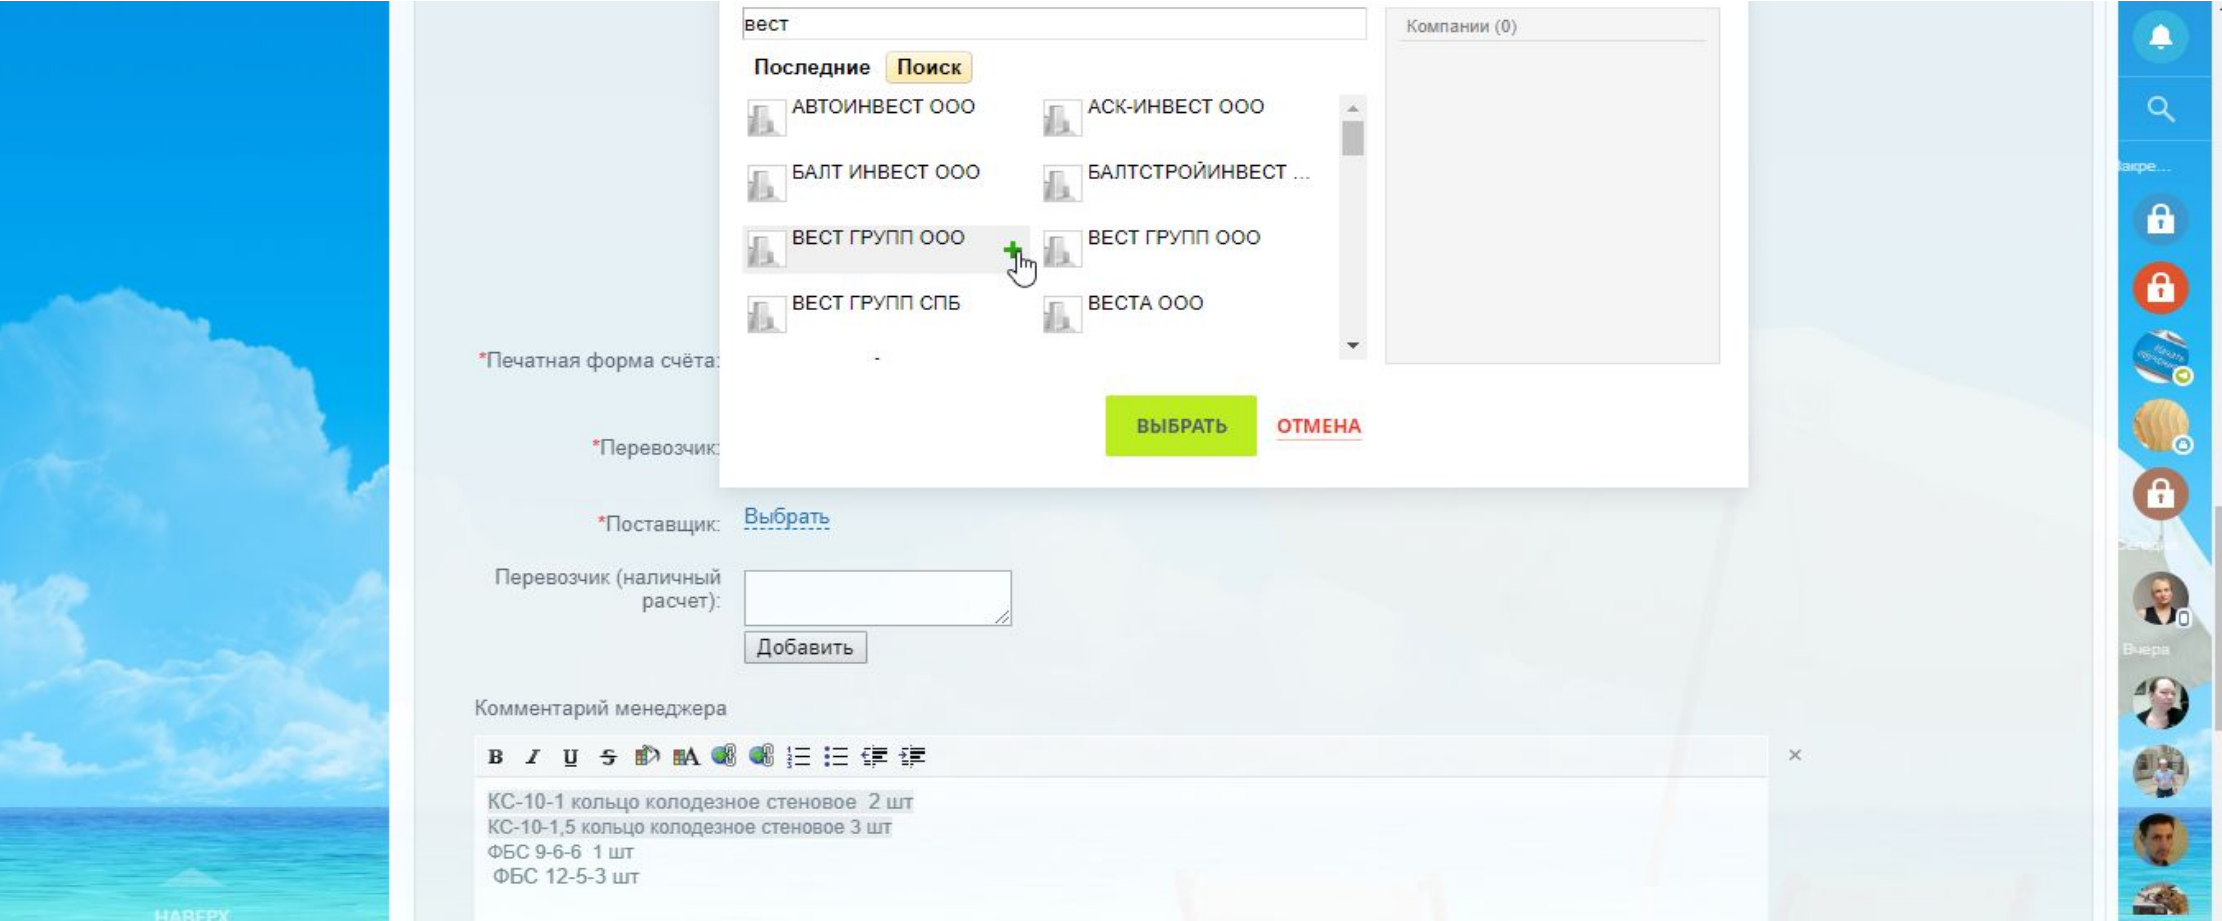 вест
Компании (0)
Последние Поиск
АВТОИНВЕСТ ООО АСК-ИНВЕСТ ООО
БАЛТ ИНВЕСТ ООО БАЛТСТРОЙИНВЕСТ ...
ВЕСТ ГРУПП ООО ВЕСТ ГРУПП ООО
ВЕСТ ГРУПП СПБ ВЕСТА ООО
*Печатная форма счёта:
ВЫБРАТЬ ОТМЕНА
*Перевозчик:
*Поставщик: Выбрать
Перевозчик (наличный
расчет):
Добавить
Комментарий менеджера
B I U S
КС-10-1 кольцо колодезное стеновое 2 шт
КС-10-1,5 кольцо колодезное стеновое 3 шт
ФБС 9-6-6 1 шт
ФБС 12-5-3 шт
НАВЕРХ
Закре...
Вчера